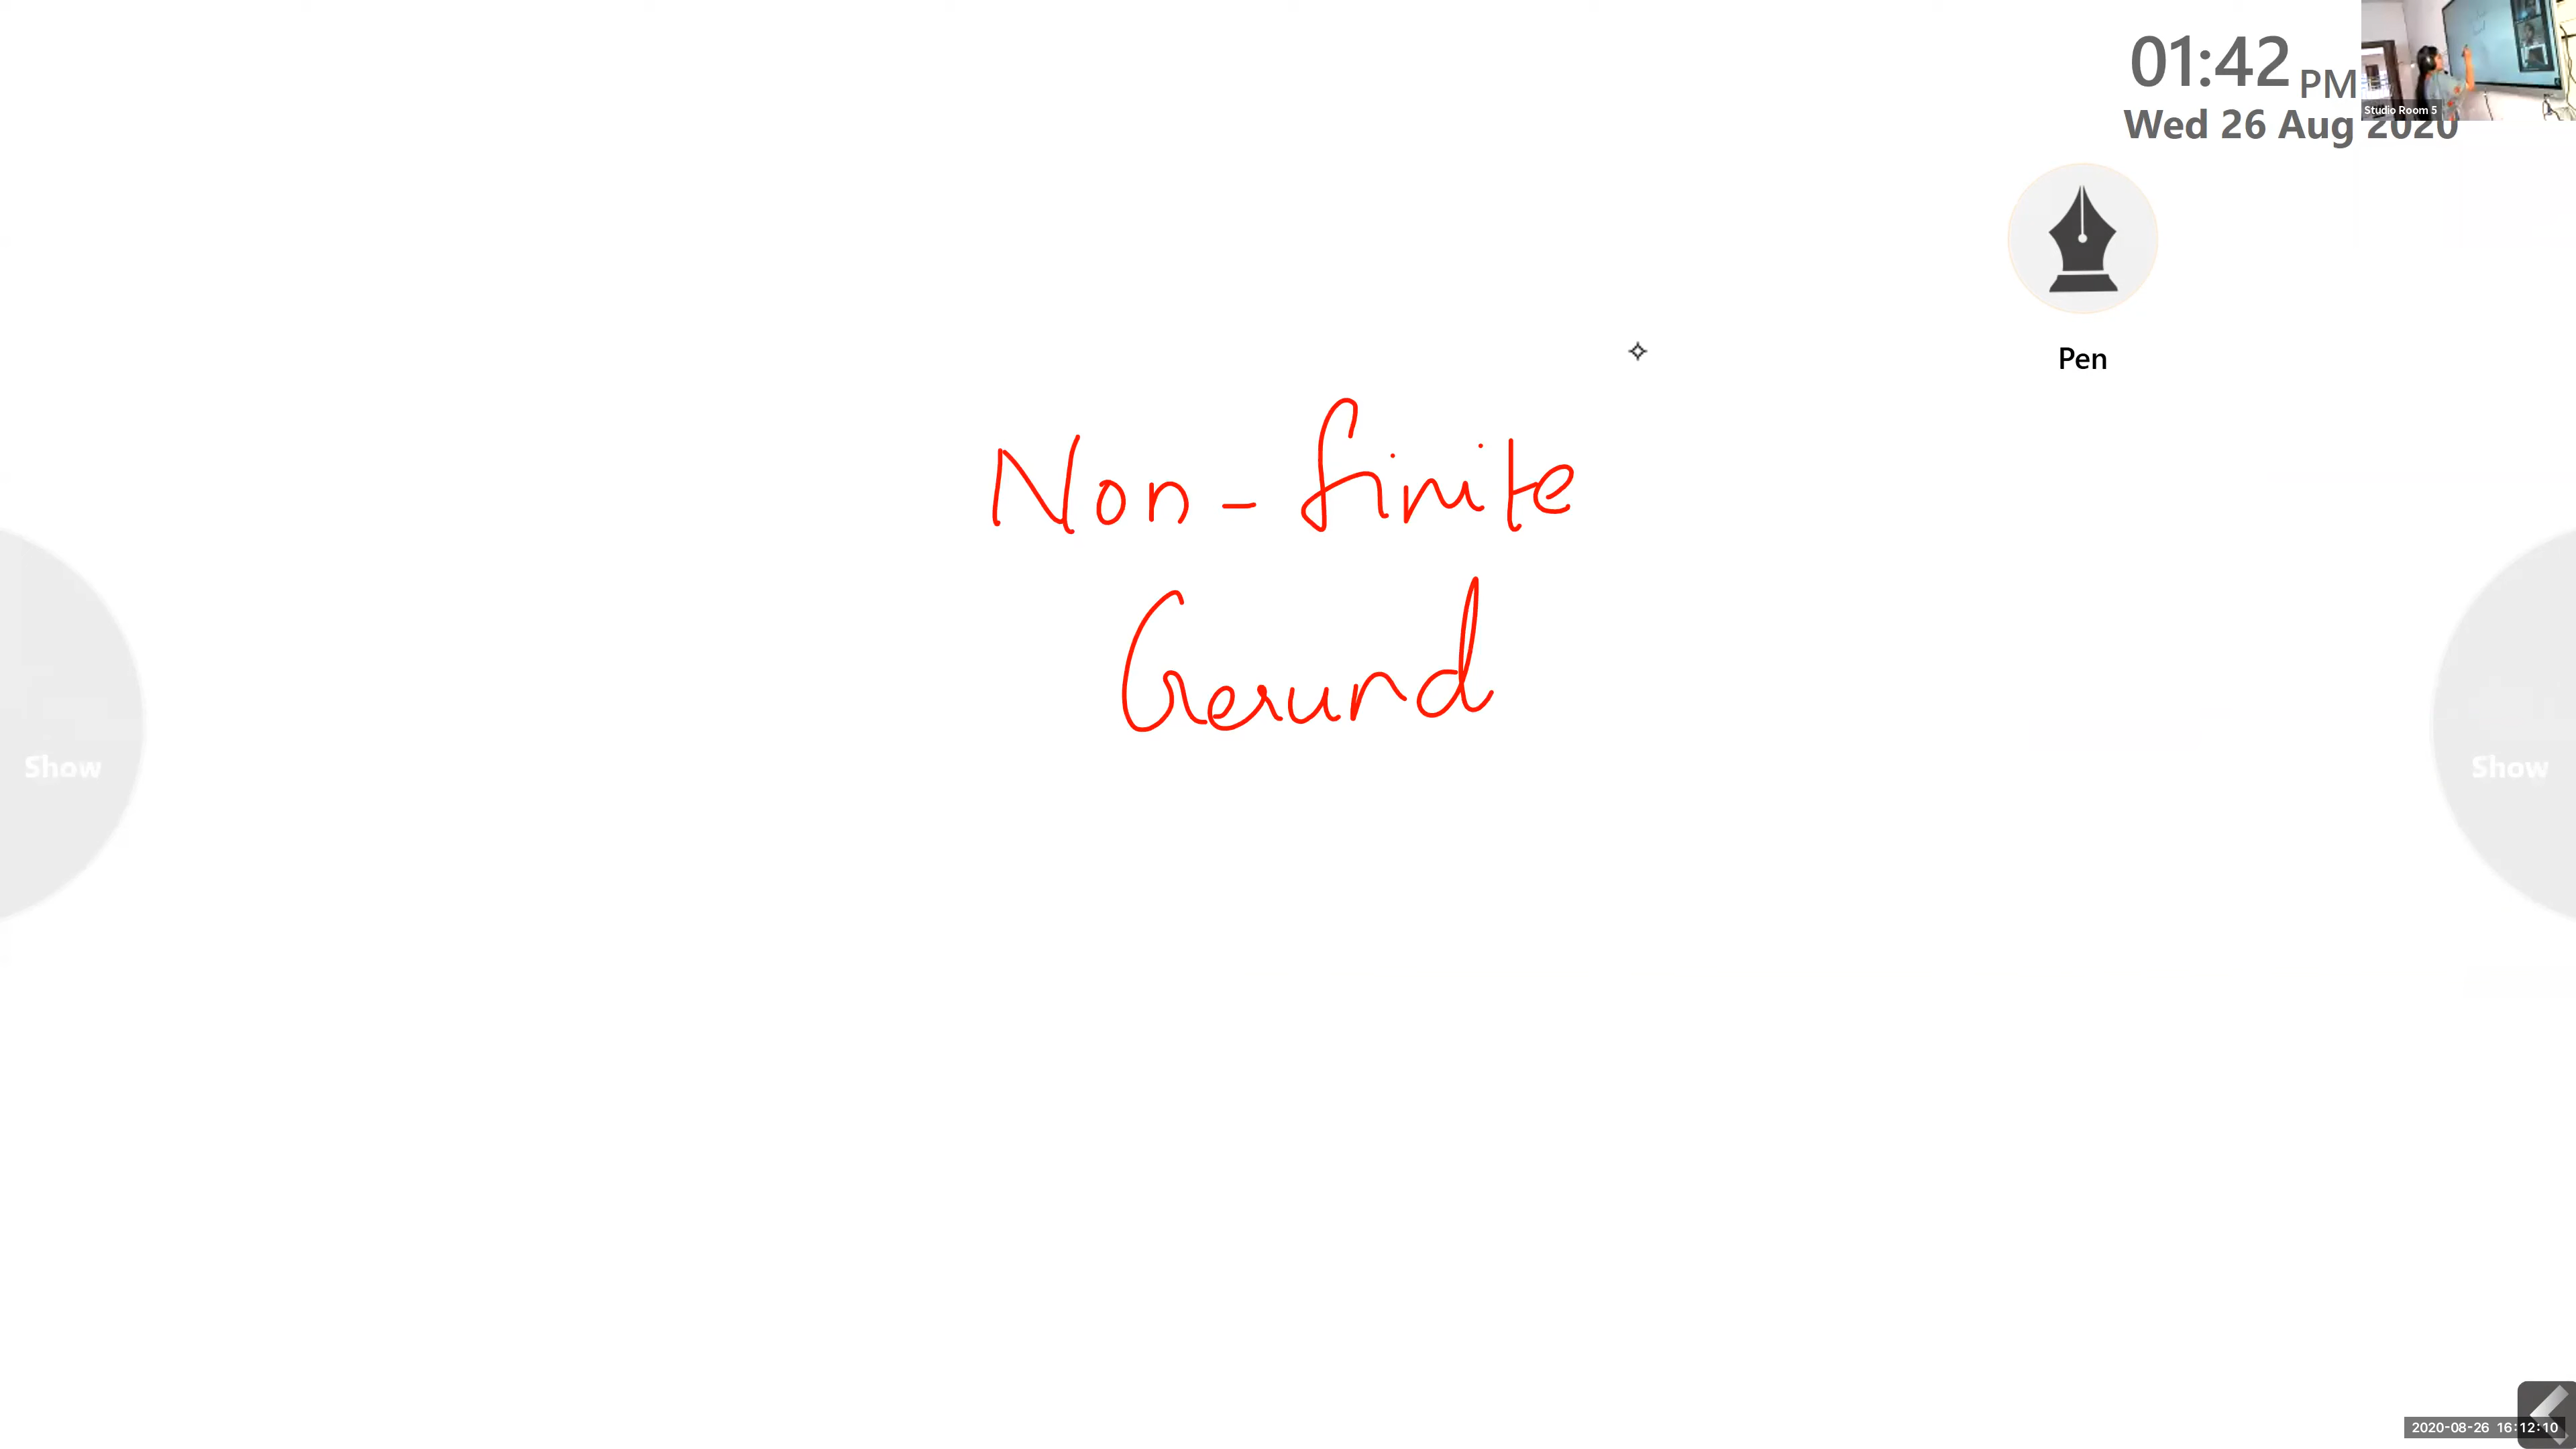 01:42 PM
Studio Room 5
Wed 26 Aug 2020
Pen
Non-finite
Gerund
Show
Show
2020-08-26 16:12:10